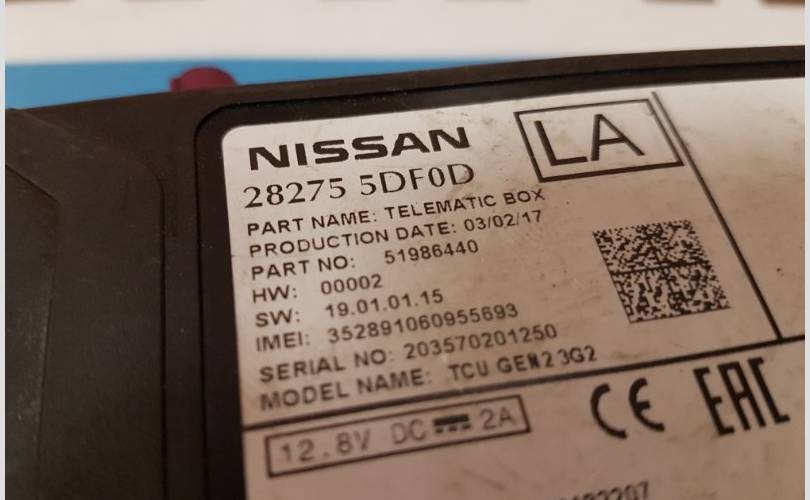 NISSAN
LA
28275 5DF0D
PART NAME: TELEMATIC BOX
PRODUCTION DATE: 03/02/17
PART NO: 51986440
HW: 00002
SW: 19.01.01.15
IMEI: 352891060955693
SERIAL NO: 203570201250
MODEL NAME: TCU GEN2 3G2
12.8V DC 2A
CE EAC